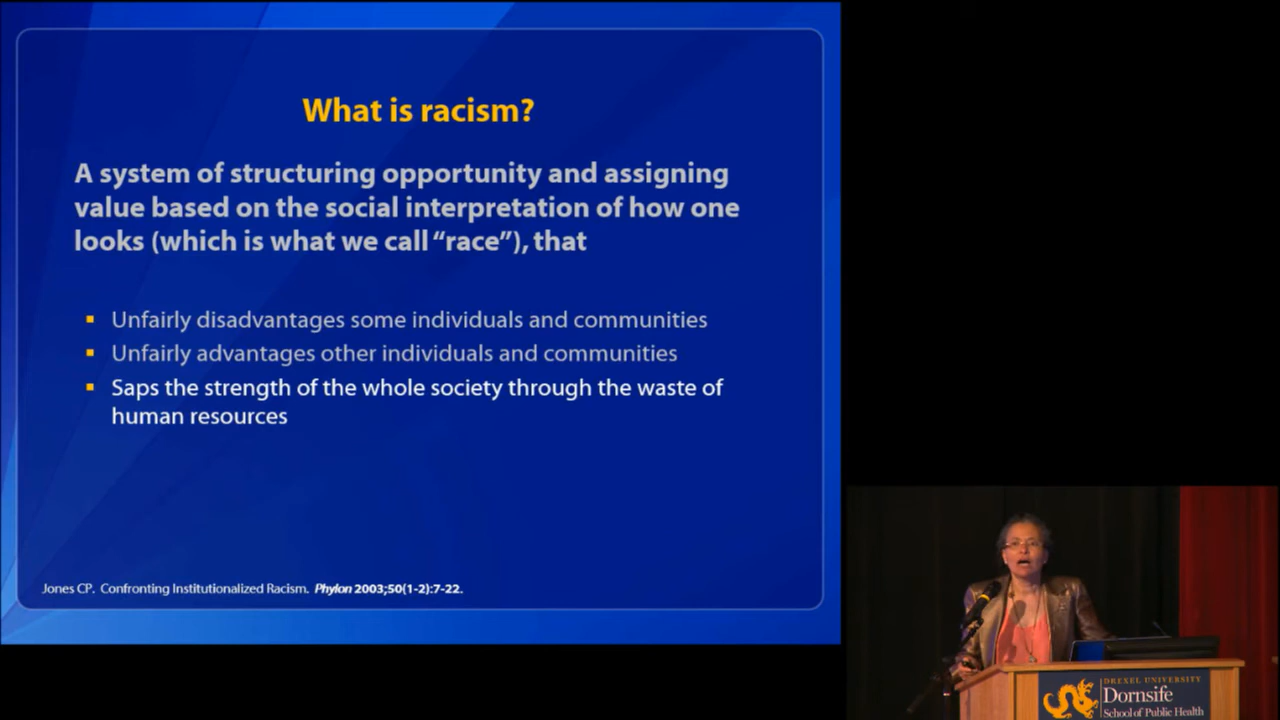 What is racism?
A system of structuring opportunity and assigning
value based on the social interpretation of how one
looks (which is what we call “race”), that
▪ Unfairly disadvantages some individuals and communities
▪ Unfairly advantages other individuals and communities
▪ Saps the strength of the whole society through the waste of
human resources
Jones CP. Confronting Institutionalized Racism. Phylon 2003;50(1-2):7-22.
DREXEL UNIVERSITY
Dornsife
School of Public Health